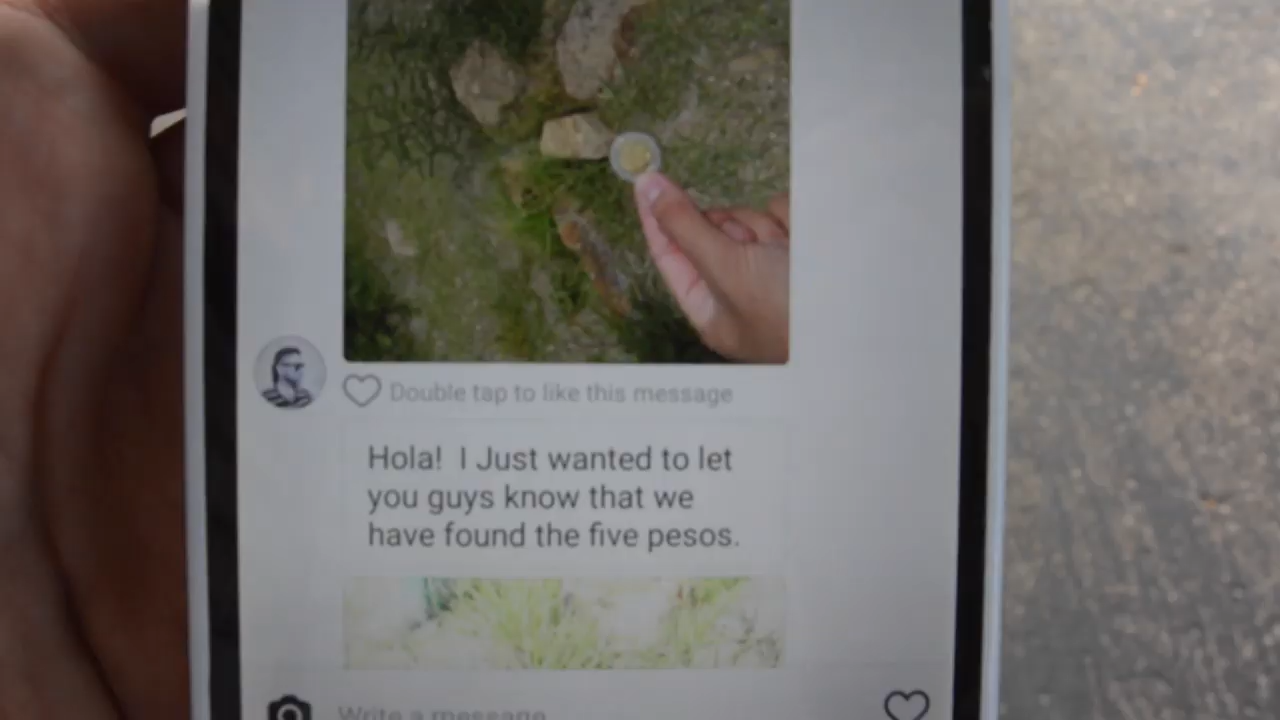 Double tap to like this message
Hola! I Just wanted to let
you guys know that we
have found the five pesos.
Write a message